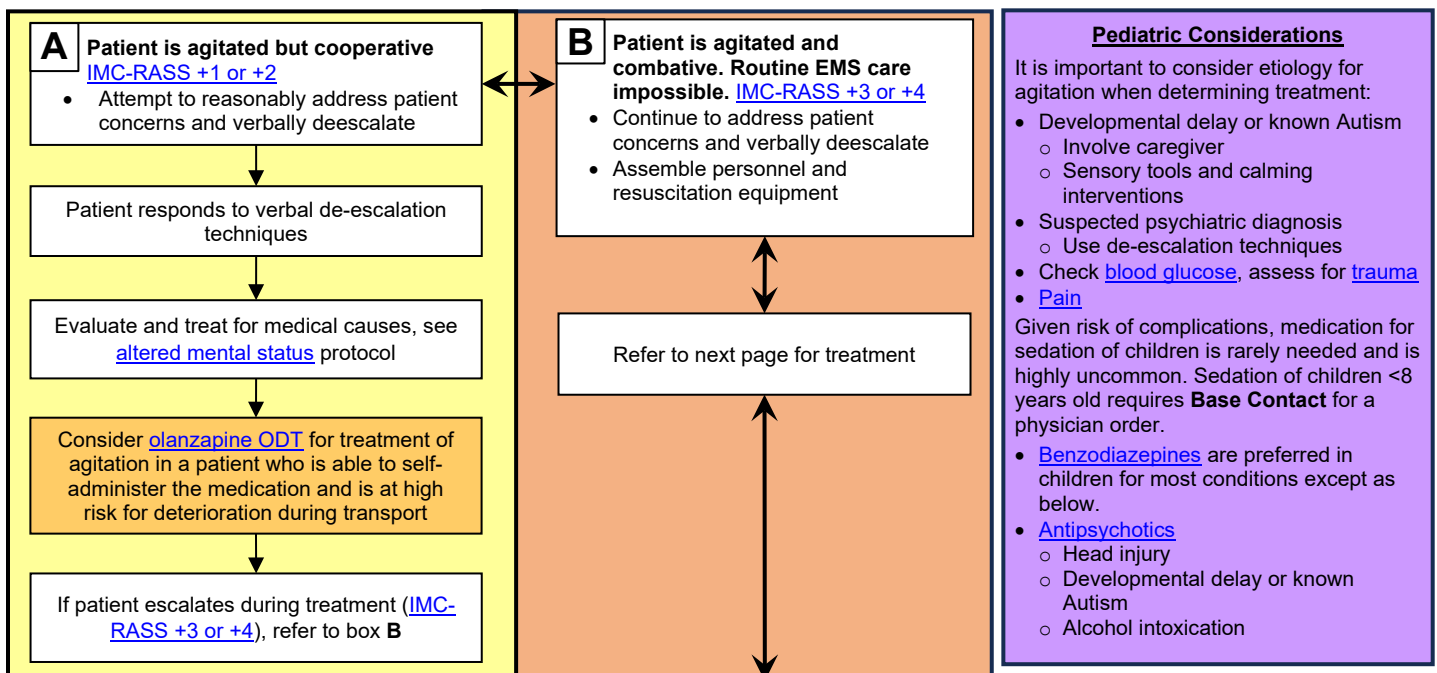 A
Patient is agitated but cooperative
IMC-RASS +1 or +2
• Attempt to reasonably address patient
concerns and verbally deescalate
Patient responds to verbal de-escalation
techniques
Evaluate and treat for medical causes, see
altered mental status protocol
Consider olanzapine ODT for treatment of
agitation in a patient who is able to self-
administer the medication and is at high
risk for deterioration during transport
If patient escalates during treatment (IMC-
RASS +3 or +4), refer to box B
B
Patient is agitated and
combative. Routine EMS care
impossible. IMC-RASS +3 or +4
• Continue to address patient
concerns and verbally deescalate
• Assemble personnel and
resuscitation equipment
Refer to next page for treatment
Pediatric Considerations
It is important to consider etiology for
agitation when determining treatment:
• Developmental delay or known Autism
o Involve caregiver
o Sensory tools and calming
interventions
• Suspected psychiatric diagnosis
o Use de-escalation techniques
• Check blood glucose, assess for trauma
• Pain
Given risk of complications, medication for
sedation of children is rarely needed and is
highly uncommon. Sedation of children <8
years old requires Base Contact for a
physician order.
• Benzodiazepines are preferred in
children for most conditions except as
below.
• Antipsychotics
o Head injury
o Developmental delay or known
Autism
o Alcohol intoxication